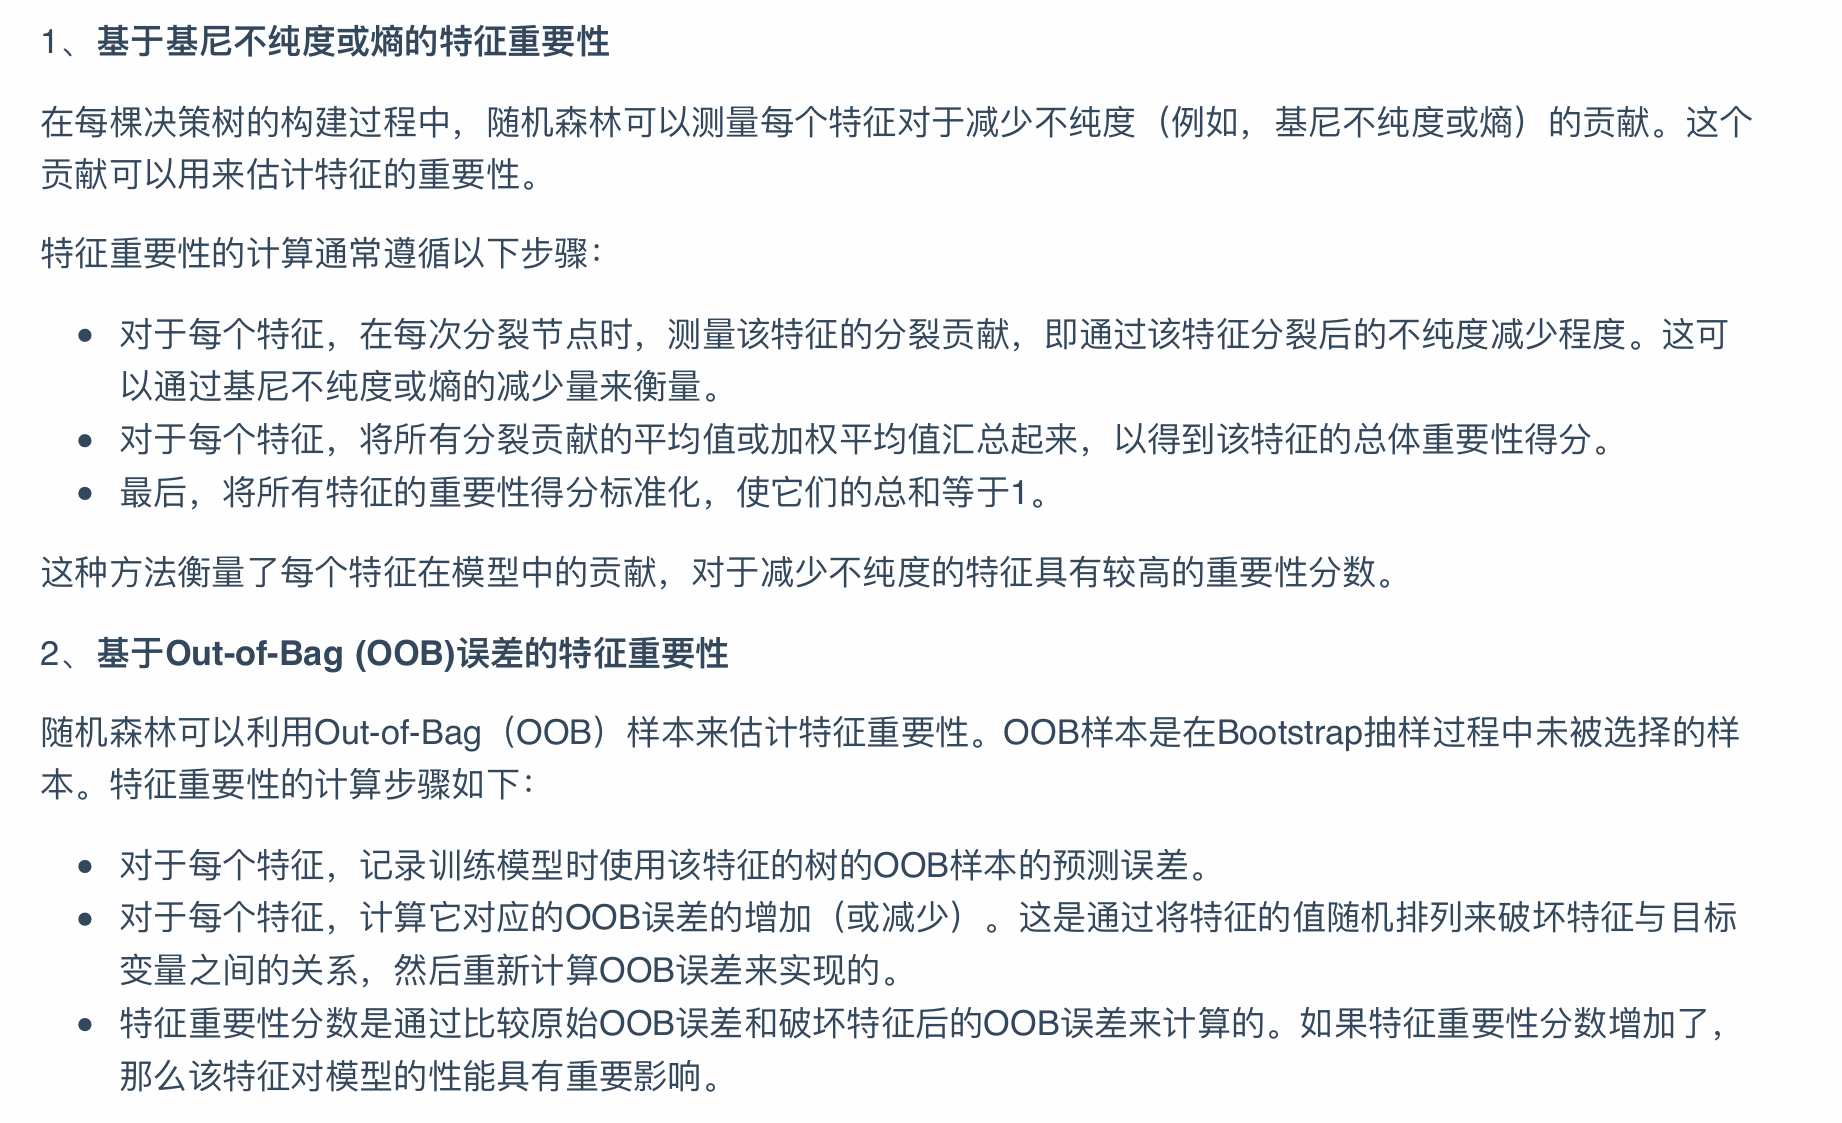 1、基于基尼不纯度或熵的特征重要性
在每棵决策树的构建过程中，随机森林可以测量每个特征对于减少不纯度（例如，基尼不纯度或熵）的贡献。这个
贡献可以用来估计特征的重要性。
特征重要性的计算通常遵循以下步骤：
• 对于每个特征，在每次分裂节点时，测量该特征的分裂贡献，即通过该特征分裂后的不纯度减少程度。这可
以通过基尼不纯度或熵的减少量来衡量。
• 对于每个特征，将所有分裂贡献的平均值或加权平均值汇总起来，以得到该特征的总体重要性得分。
• 最后，将所有特征的重要性得分标准化，使它们的总和等于1。
这种方法衡量了每个特征在模型中的贡献，对于减少不纯度的特征具有较高的重要性分数。
2、基于Out-of-Bag (OOB)误差的特征重要性
随机森林可以利用Out-of-Bag（OOB）样本来估计特征重要性。OOB样本是在Bootstrap抽样过程中未被选择的样
本。特征重要性的计算步骤如下：
• 对于每个特征，记录训练模型时使用该特征的树的OOB样本的预测误差。
• 对于每个特征，计算它对应的OOB误差的增加（或减少）。这是通过将特征的值随机排列来破坏特征与目标
变量之间的关系，然后重新计算OOB误差来实现的。
• 特征重要性分数是通过比较原始OOB误差和破坏特征后的OOB误差来计算的。如果特征重要性分数增加了，
那么该特征对模型的性能具有重要影响。